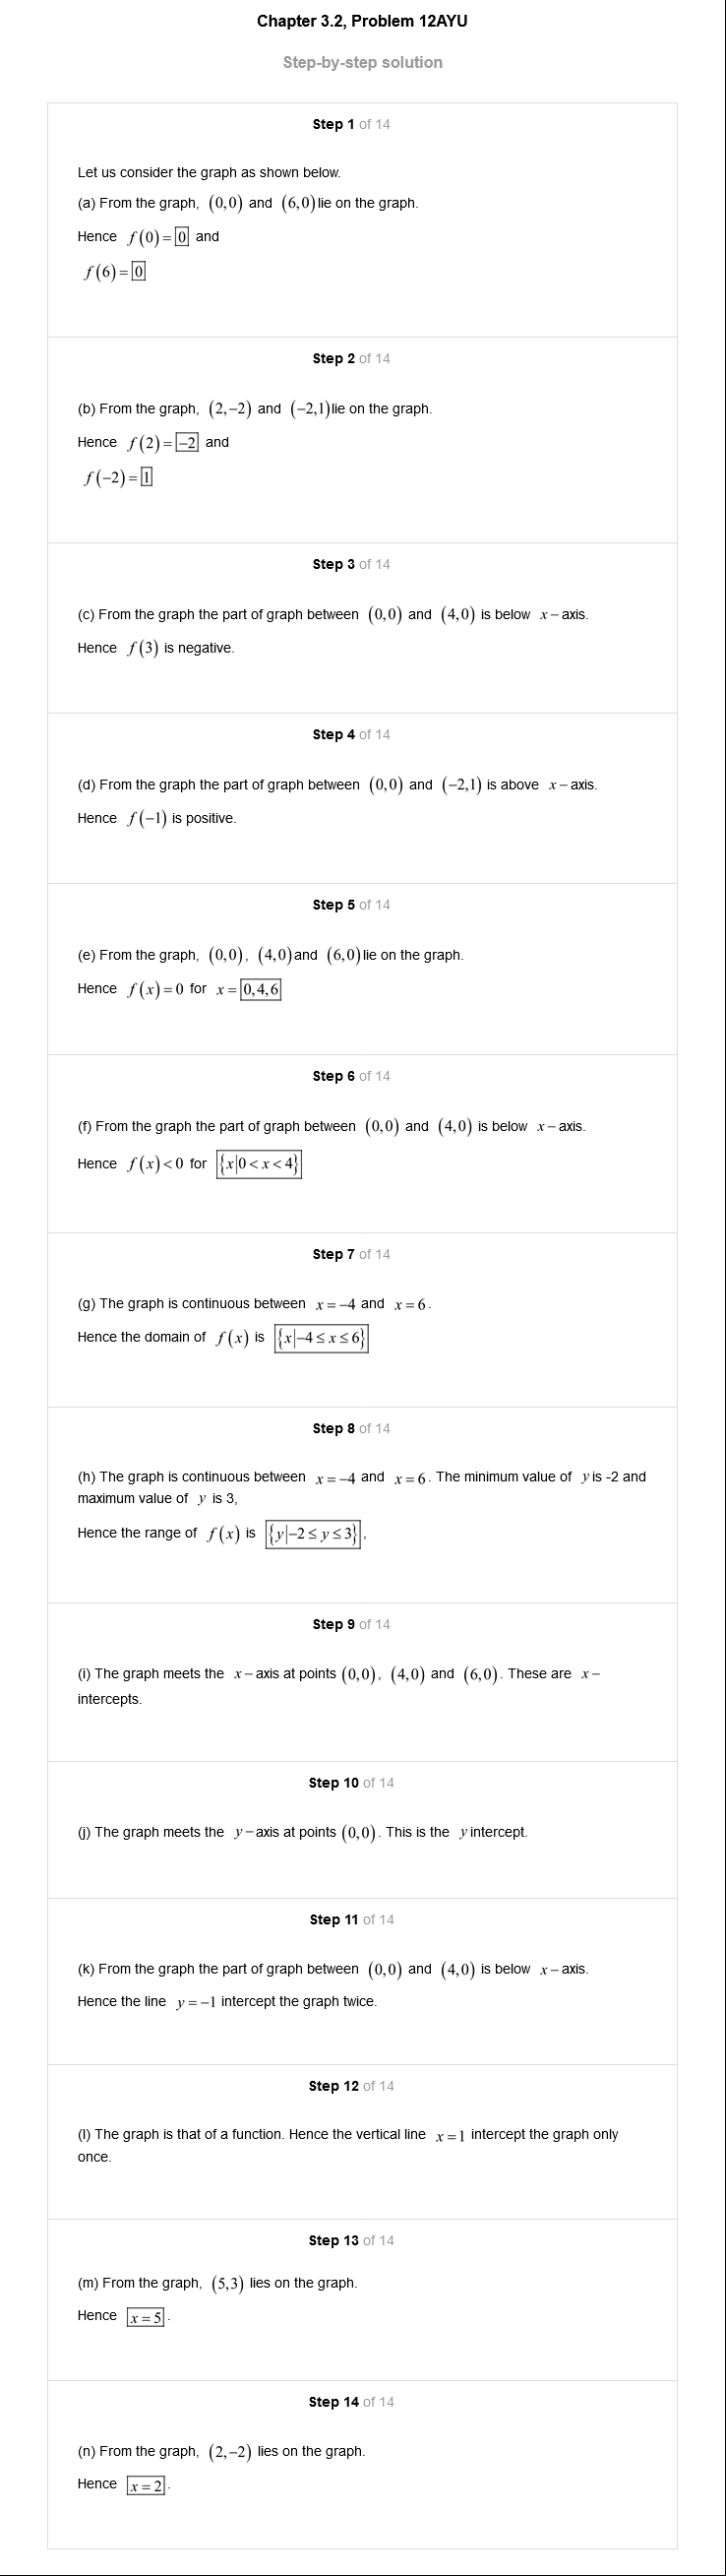 Chapter 3.2, Problem 12AYU
Step-by-step solution
Step 1 of 14
Let us consider the graph as shown below.
(a) From the graph, (0,0) and (6,0)lie on the graph.
Hence f(0)=0 and
f(6)=0
Step 2 of 14
(b) From the graph, (2,−2) and (−2,1)lie on the graph.
Hence f(2)=−2 and
f(−2)=1
Step 3 of 14
(c) From the graph the part of graph between (0,0) and (4,0) is below x−axis.
Hence f(3) is negative.
Step 4 of 14
(d) From the graph the part of graph between (0,0) and (−2,1) is above x−axis.
Hence f(−1) is positive.
Step 5 of 14
(e) From the graph, (0,0), (4,0)and (6,0)lie on the graph.
Hence f(x)=0 for x=0,4,6
Step 6 of 14
(f) From the graph the part of graph between (0,0) and (4,0) is below x−axis.
Hence f(x)<0 for {x|0<x<4}
Step 7 of 14
(g) The graph is continuous between x=−4 and x=6.
Hence the domain of f(x) is {x|−4≤x≤6}
Step 8 of 14
(h) The graph is continuous between x=−4 and x=6. The minimum value of y is -2 and
maximum value of y is 3,
Hence the range of f(x) is {y|−2≤y≤3},
Step 9 of 14
(i) The graph meets the x−axis at points (0,0), (4,0) and (6,0). These are x−
intercepts.
Step 10 of 14
(j) The graph meets the y−axis at points (0,0). This is the y intercept.
Step 11 of 14
(k) From the graph the part of graph between (0,0) and (4,0) is below x−axis.
Hence the line y=−1 intercept the graph twice.
Step 12 of 14
(l) The graph is that of a function. Hence the vertical line x=1 intercept the graph only
once.
Step 13 of 14
(m) From the graph, (5,3) lies on the graph.
Hence x=5.
Step 14 of 14
(n) From the graph, (2,−2) lies on the graph.
Hence x=2.